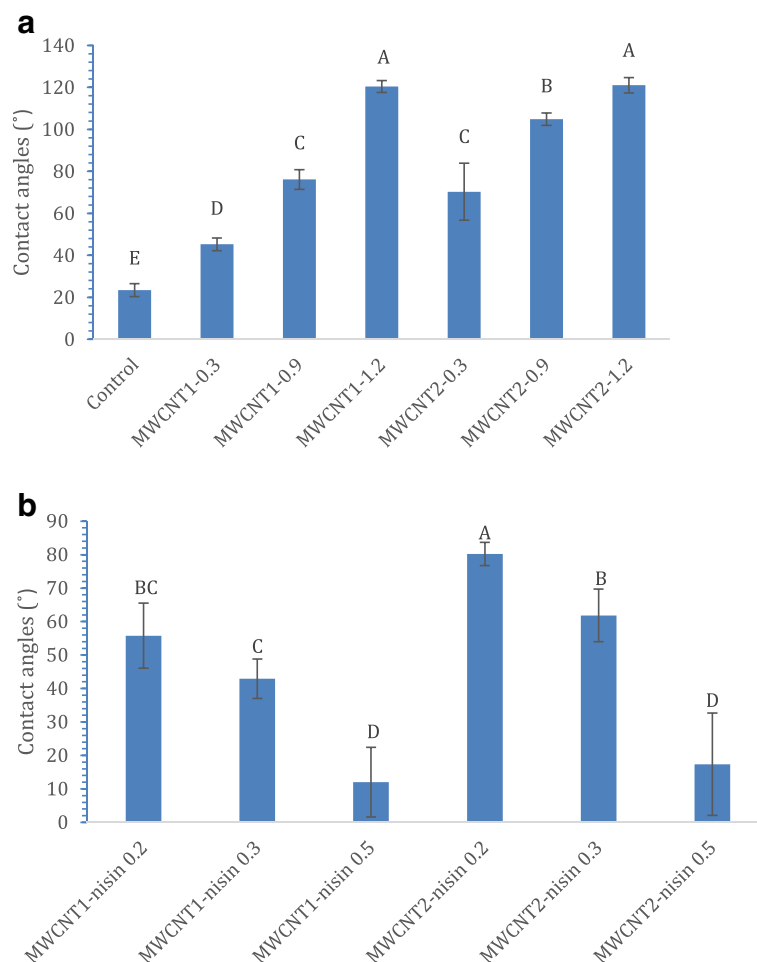 a
Contact angles (˚)
140
120
100
80
60
40
20
0
E
D
C
A
C
B
A
Control
MWCNT1-0.3
MWCNT1-0.9
MWCNT1-1.2
MWCNT2-0.3
MWCNT2-0.9
MWCNT2-1.2
b
Contact angles (˚)
90
80
70
60
50
40
30
20
10
0
BC
C
D
A
B
D
MWCNT1-nisin 0.2
MWCNT1-nisin 0.3
MWCNT1-nisin 0.5
MWCNT2-nisin 0.2
MWCNT2-nisin 0.3
MWCNT2-nisin 0.5